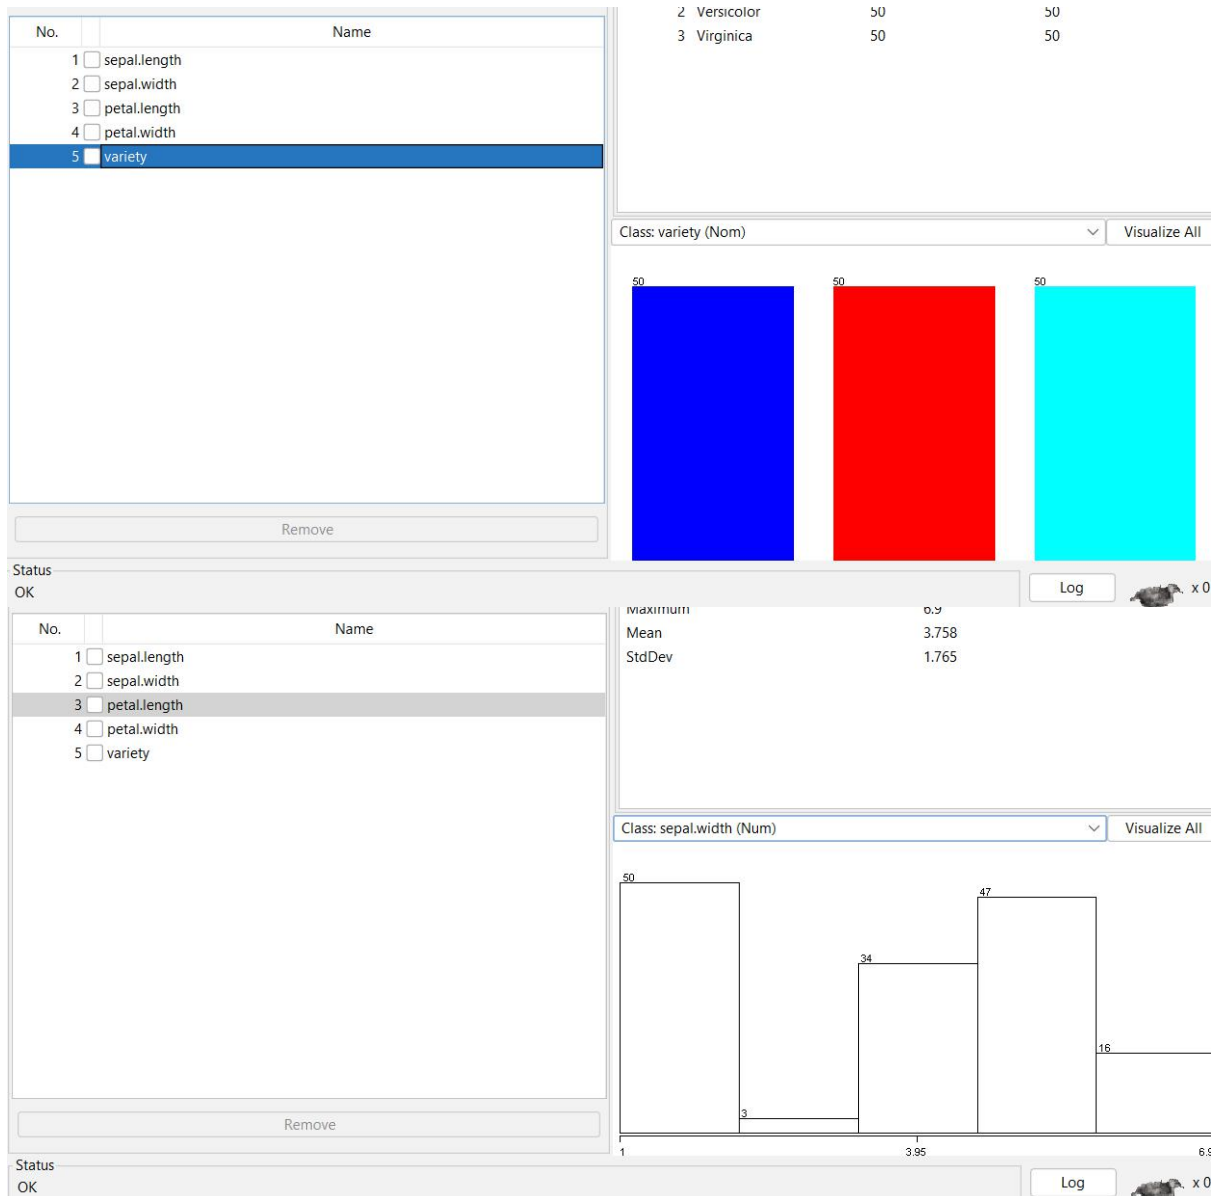 No. Name
1 sepal.length
2 sepal.width
3 petal.length
4 petal.width
5 variety
Remove
2 Versicolor 50 50
3 Virginica 50 50
Class: variety (Nom) Visualize All
50 50 50
Status
OK
Log x 0
No. Name
1 sepal.length
2 sepal.width
3 petal.length
4 petal.width
5 variety
Remove
Maximum 6.9
Mean 3.758
StdDev 1.765
Class: sepal.width (Num) Visualize All
50
47
34
16
3
1 3.95 6.9
Status
OK
Log x 0